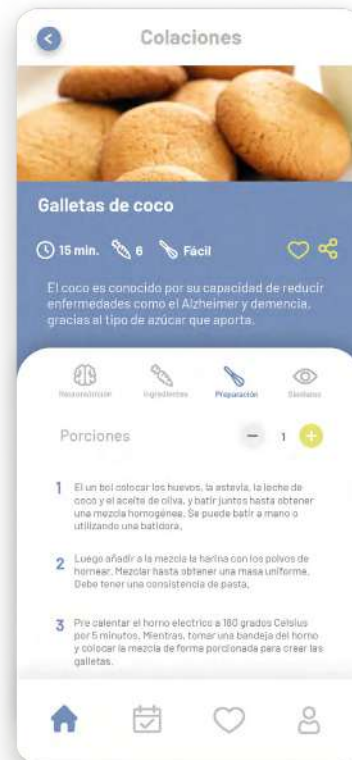 Colaciones
Galletas de coco
15 min. 6 Fácil
El coco es conocido por su capacidad de reducir
enfermedades como el Alzheimer y demencia,
gracias al tipo de azúcar que aporta.
Ingredientes Preparación
Porciones 1
1 El un bol colocar los huevos, la estevia, la leche de
coco y el aceite de oliva, y batir juntos hasta obtener
una mezcla homogénea. Se puede batir a mano o
utilizando una batidora.
2 Luego añadir a la mezcla la harina con los polvos de
hornear. Mezclar hasta obtener una masa uniforme.
Debe tener una consistencia de pasta.
3 Pre calentar el horno electrico a 180 grados Celsius
por 5 minutos. Mientras, tomar una bandeja del horno
y colocar la mezcla de forma porcionada para crear las
galletas.